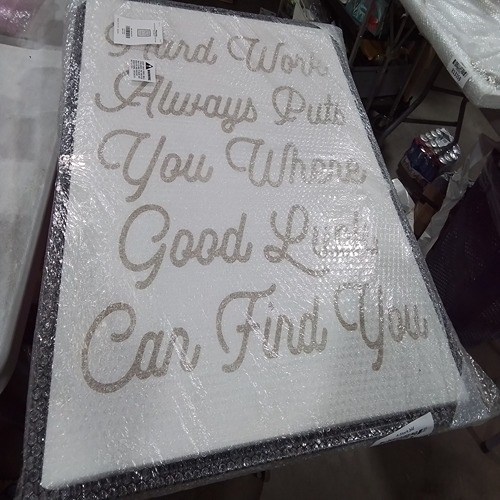 Hard Work
Always Puts
You Where
Good Luck
Can Find You